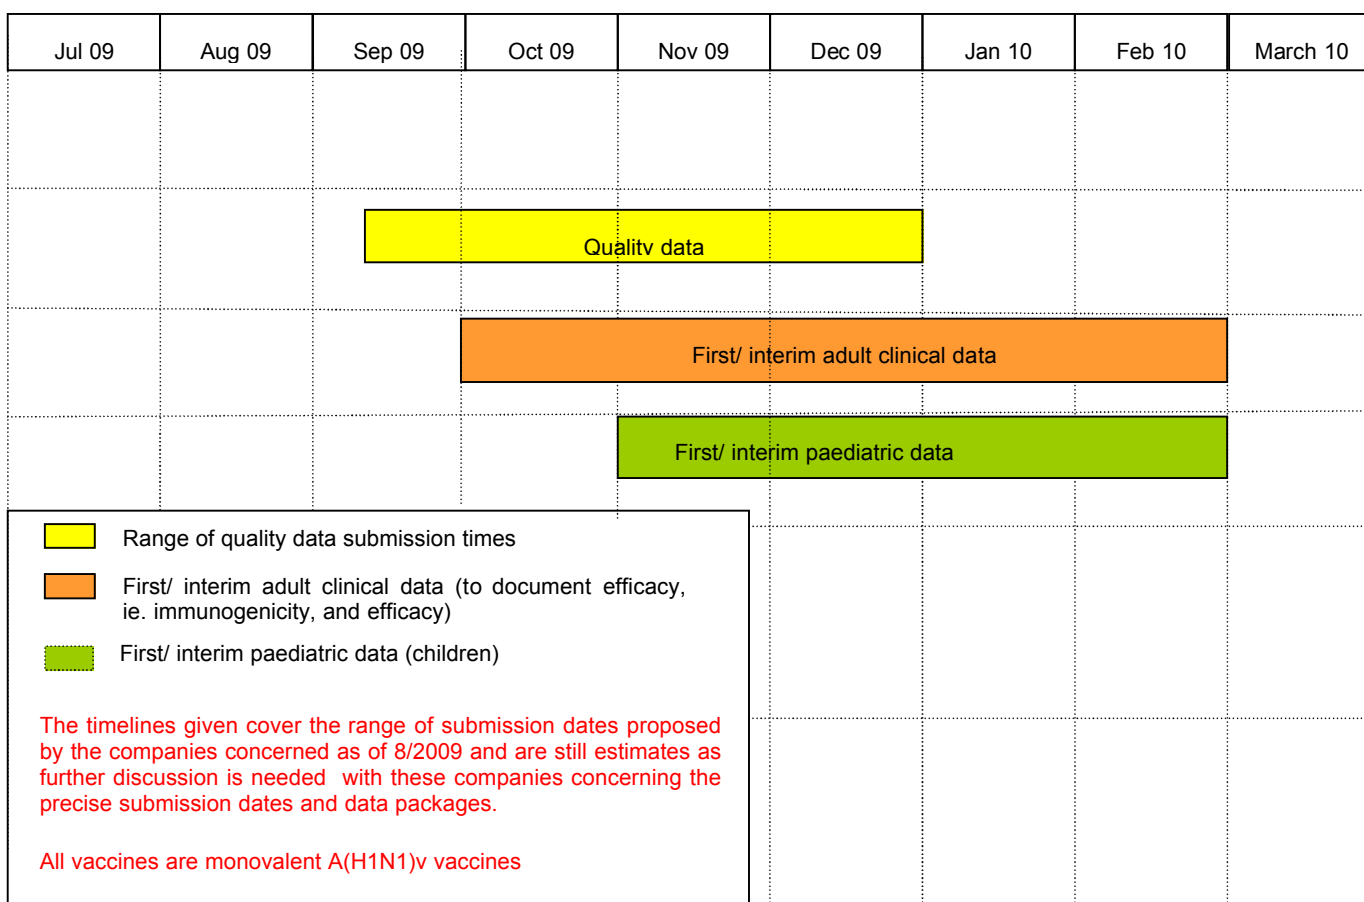 Jul 09 Aug 09 Sep 09 Oct 09 Nov 09 Dec 09 Jan 10 Feb 10 March 10
Quality data
First/ interim adult clinical data
First/ interim paediatric data
Range of quality data submission times
First/ interim adult clinical data (to document efficacy,
ie. immunogenicity, and efficacy)
First/ interim paediatric data (children)
The timelines given cover the range of submission dates proposed
by the companies concerned as of 8/2009 and are still estimates as
further discussion is needed with these companies concerning the
precise submission dates and data packages.
All vaccines are monovalent A(H1N1)v vaccines